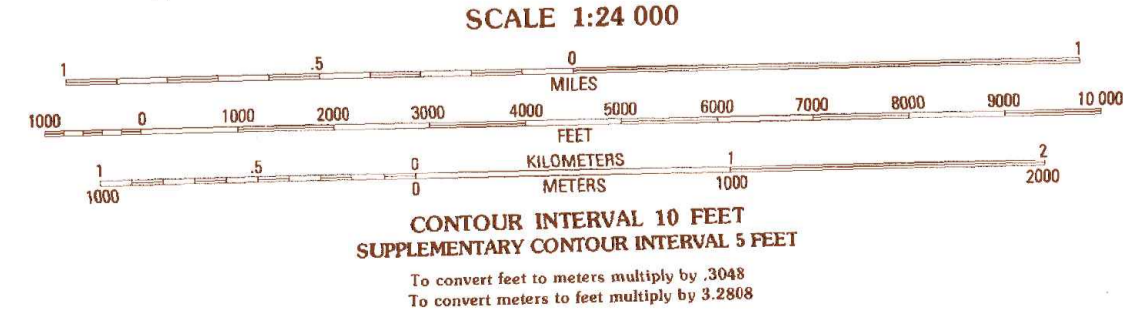 SCALE 1:24 000
1 .5 0 1
MILES
1000 0 1000 2000 3000 4000 5000 6000 7000 8000 9000 10 000
FEET
1 .5 0 KILOMETERS 1 2
1000 0 METERS 1000 2000
CONTOUR INTERVAL 10 FEET
SUPPLEMENTARY CONTOUR INTERVAL 5 FEET
To convert feet to meters multiply by .3048
To convert meters to feet multiply by 3.2808